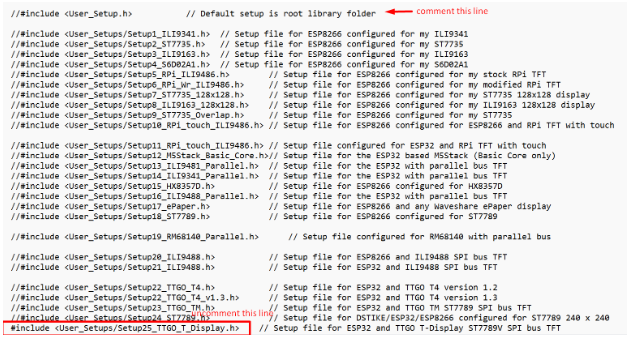 //#include <User_Setup.h>           // Default setup is root library folder
comment this line
//#include <User_Setups/Setup1_ILI9341.h>  // Setup file for ESP8266 configured for my ILI9341
//#include <User_Setups/Setup2_ST7735.h>   // Setup file for ESP8266 configured for my ST7735
//#include <User_Setups/Setup3_ILI9163.h>  // Setup file for ESP8266 configured for my ILI9163
//#include <User_Setups/Setup4_S6D02A1.h>  // Setup file for ESP8266 configured for my S6D02A1
//#include <User_Setups/Setup5_RPi_ILI9486.h>        // Setup file for ESP8266 configured for my stock RPi TFT
//#include <User_Setups/Setup6_RPi_Wr_ILI9486.h>     // Setup file for ESP8266 configured for my modified RPi TFT
//#include <User_Setups/Setup7_ST7735_128x128.h>     // Setup file for ESP8266 configured for my ST7735 128x128 display
//#include <User_Setups/Setup8_ILI9163_128x128.h>    // Setup file for ESP8266 configured for my ILI9163 128x128 display
//#include <User_Setups/Setup9_ST7735_Overlap.h>     // Setup file for ESP8266 configured for my ST7735
//#include <User_Setups/Setup10_RPi_touch_ILI9486.h> // Setup file for ESP8266 configured for ESP8266 and RPi TFT with touch
//#include <User_Setups/Setup11_RPi_touch_ILI9486.h> // Setup file configured for ESP32 and RPi TFT with touch
//#include <User_Setups/Setup12_M5Stack_Basic_Core.h>// Setup file for the ESP32 based M5Stack (Basic Core only)
//#include <User_Setups/Setup13_ILI9481_Parallel.h>  // Setup file for the ESP32 with parallel bus TFT
//#include <User_Setups/Setup14_ILI9341_Parallel.h>  // Setup file for the ESP32 with parallel bus TFT
//#include <User_Setups/Setup15_HX8357D.h>           // Setup file for ESP8266 configured for HX8357D
//#include <User_Setups/Setup16_ILI9488_Parallel.h>  // Setup file for the ESP32 with parallel bus TFT
//#include <User_Setups/Setup17_ePaper.h>            // Setup file for ESP8266 and any Waveshare ePaper display
//#include <User_Setups/Setup18_ST7789.h>            // Setup file for ESP8266 configured for ST7789
//#include <User_Setups/Setup19_RM68140_Parallel.h>     // Setup file configured for RM68140 with parallel bus
//#include <User_Setups/Setup20_ILI9488.h>           // Setup file for ESP8266 and ILI9488 SPI bus TFT
//#include <User_Setups/Setup21_ILI9488.h>           // Setup file for ESP32 and ILI9488 SPI bus TFT
//#include <User_Setups/Setup22_TTGO_T4.h>           // Setup file for ESP32 and TTGO T4 version 1.2
//#include <User_Setups/Setup22_TTGO_T4_v1.3.h>      // Setup file for ESP32 and TTGO T4 version 1.3
//#include <User_Setups/Setup23_TTGO_TM.h>           // Setup file for ESP32 and TTGO TM ST7789 SPI bus TFT
//#include <User_Setups/Setup24_ST7789.h>            // Setup file for DSTIKE/ESP32/ESP8266 configured for ST7789 240 x 240
uncomment this line
#include <User_Setups/Setup25_TTGO_T_Display.h>    // Setup file for ESP32 and TTGO T-Display ST7789V SPI bus TFT